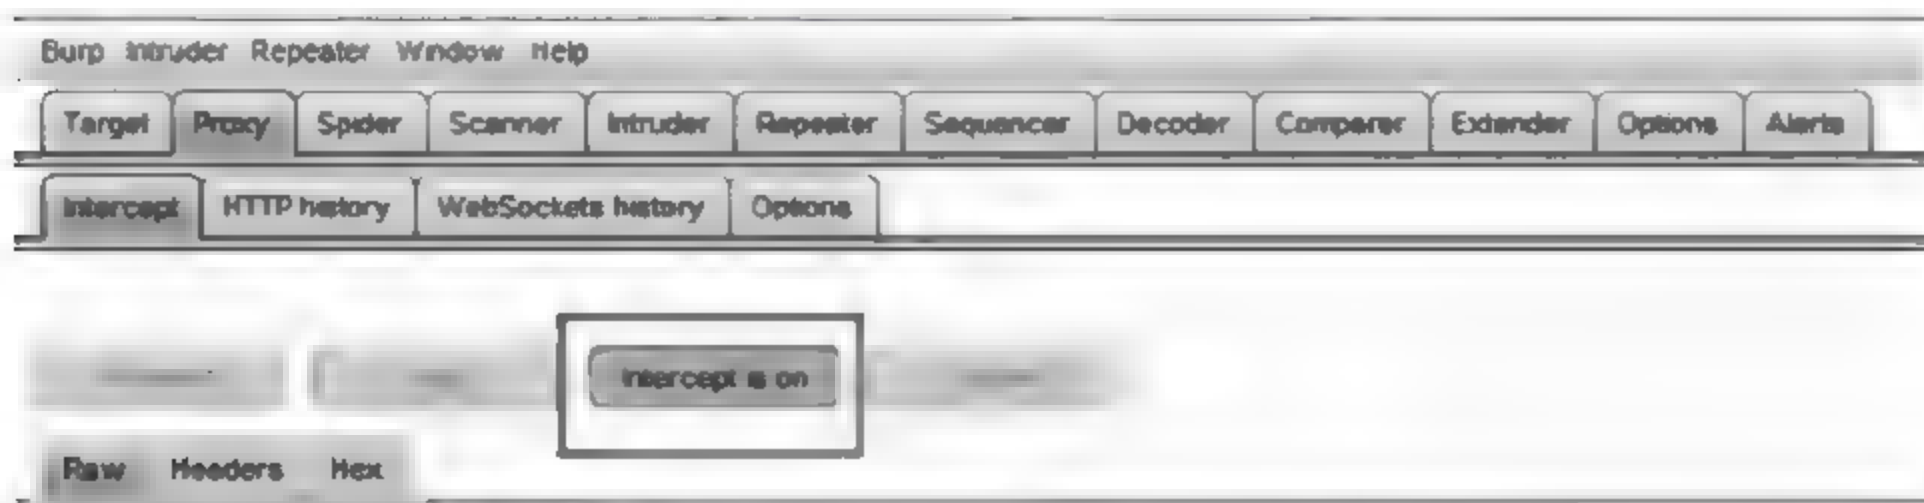 Burp Intruder Repeater Window Help
Target Proxy Spider Scanner Intruder Repeater Sequencer Decoder Comparer Extender Options Alerts
Intercept HTTP history WebSockets history Options
Intercept is on
Raw Headers Hex